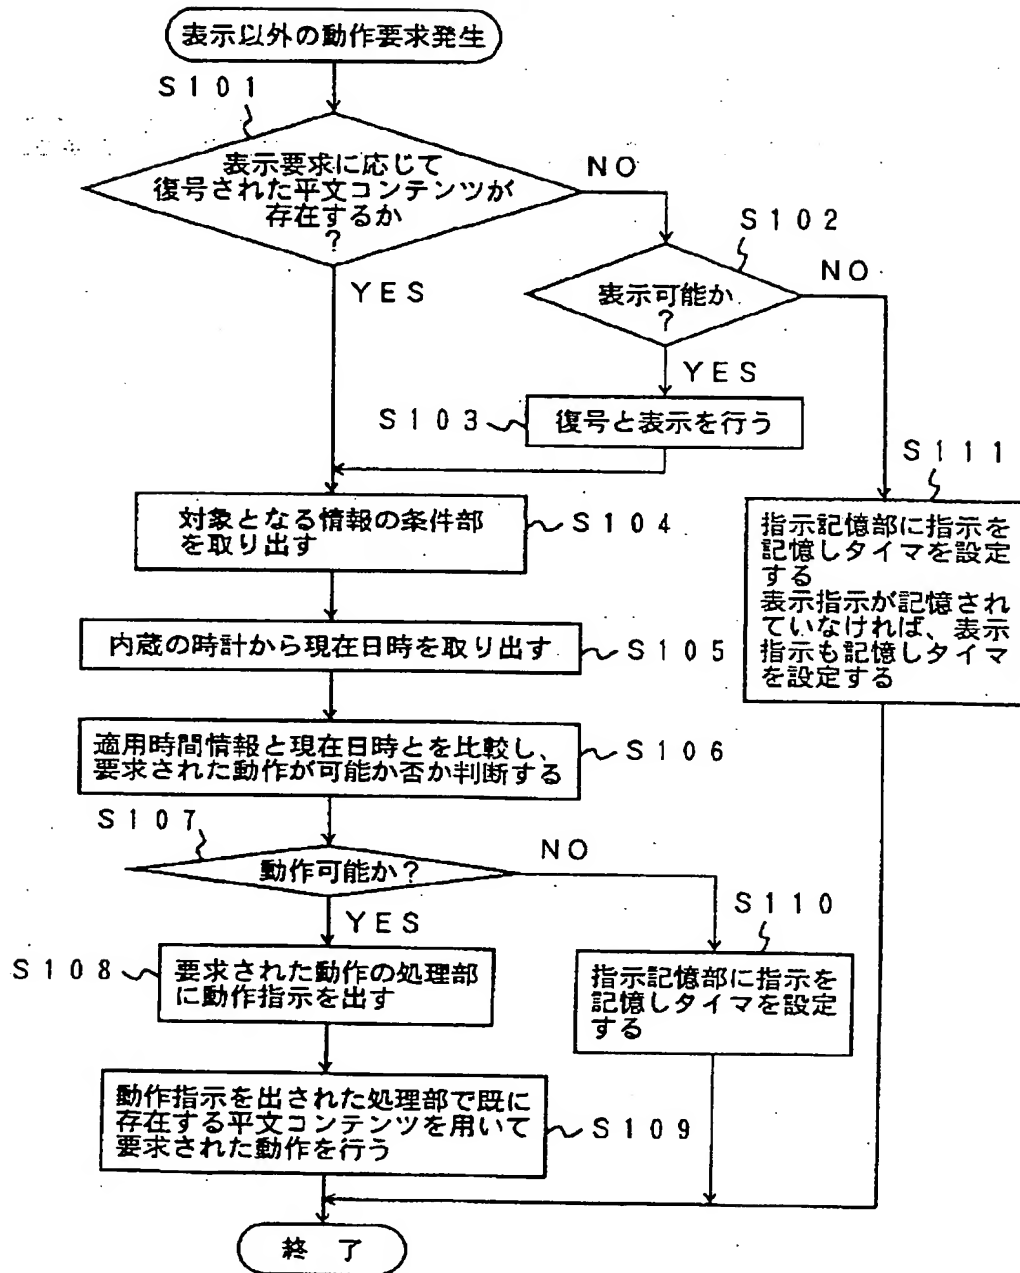 表示以外の動作要求発生
S101
表示要求に応じて
復号された平文コンテンツが
存在するか
?
NO
YES
S102
表示可能か
?
NO
YES
S103
復号と表示を行う
S111
指示記憶部に指示を
記憶しタイマを設定
する
表示指示が記憶され
ていなければ、表示
指示も記憶しタイマ
を設定する
対象となる情報の条件部
を取り出す
S104
内蔵の時計から現在日時を取り出す
S105
適用時間情報と現在日時とを比較し、
要求された動作が可能か否か判断する
S106
S107
動作可能か?
NO
YES
S110
指示記憶部に指示を
記憶しタイマを設定
する
S108
要求された動作の処理部
に動作指示を出す
動作指示を出された処理部で既に
存在する平文コンテンツを用いて
要求された動作を行う
S109
終 了